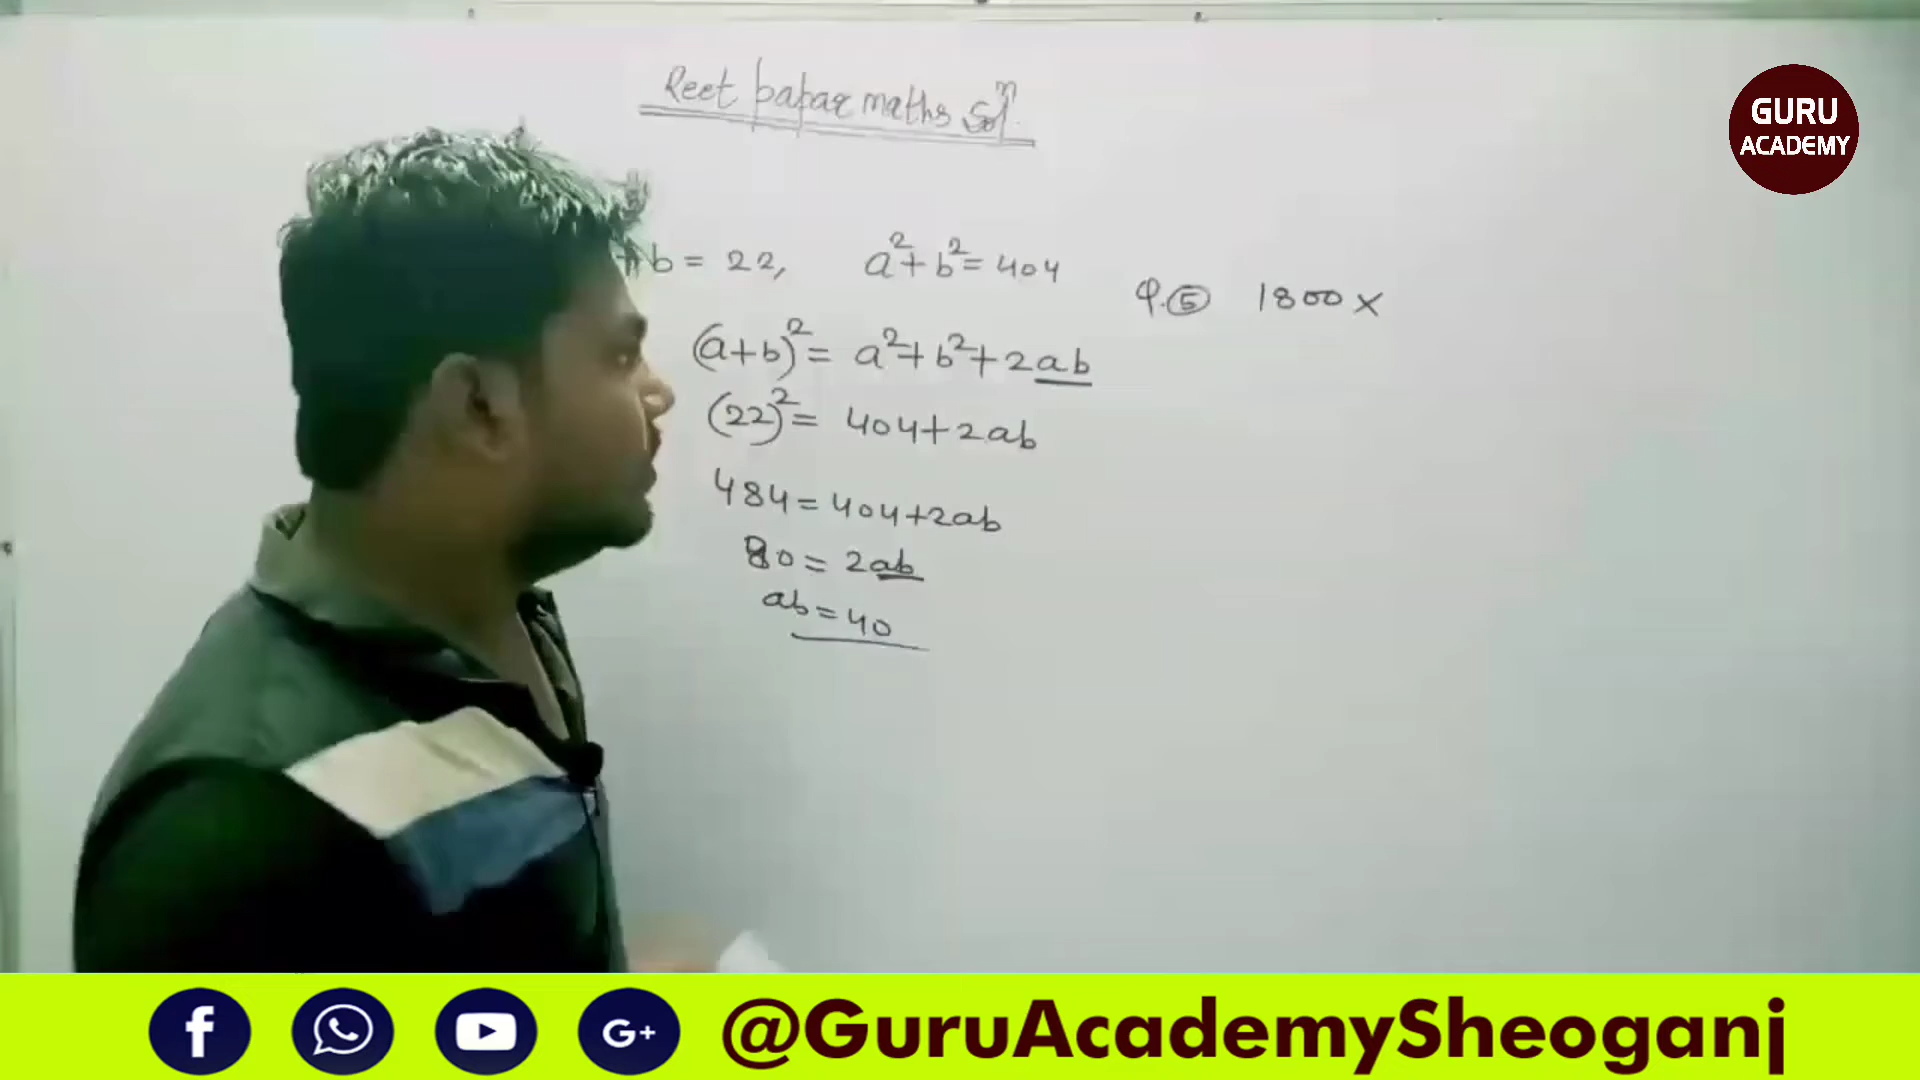 Reet papar maths Solⁿ.
GURU
ACADEMY
+b = 22, a²+b²=404
Q.⑤ 1800 ×
(a+b)² = a²+b²+2ab
(22)² = 404+2ab
484 = 404+2ab
80 = 2ab
ab = 40
f G+ @GuruAcademySheoganj